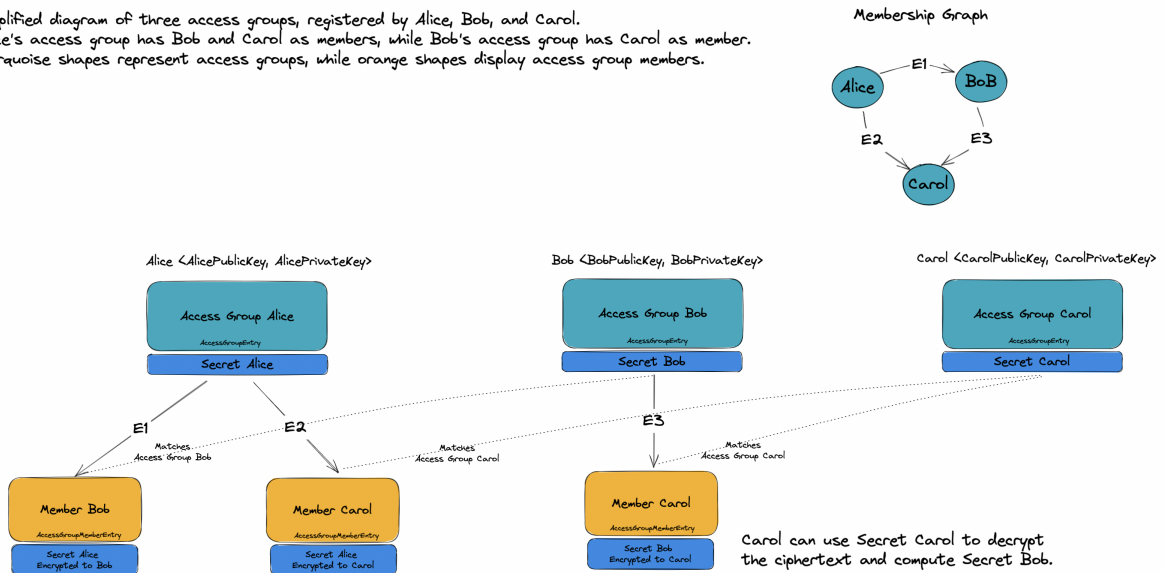 plified diagram of three access groups, registered by Alice, Bob, and Carol.
e's access group has Bob and Carol as members, while Bob's access group has Carol as member.
rquoise shapes represent access groups, while orange shapes display access group members.
Membership Graph
Alice
E1
BoB
E2
E3
Carol
Alice <AlicePublicKey, AlicePrivateKey>
Bob <BobPublicKey, BobPrivateKey>
Carol <CarolPublicKey, CarolPrivateKey>
Access Group Alice
AccessGroupEntry
Secret Alice
Access Group Bob
AccessGroupEntry
Secret Bob
Access Group Carol
AccessGroupEntry
Secret Carol
E1
E2
E3
Matches
Access Group Bob
Matches
Access Group Carol
Matches
Access Group Carol
Member Bob
AccessGroupMemberEntry
Secret Alice
Encrypted to Bob
Member Carol
AccessGroupMemberEntry
Secret Alice
Encrypted to Carol
Member Carol
AccessGroupMemberEntry
Secret Bob
Encrypted to Carol
Carol can use Secret Carol to decrypt
the ciphertext and compute Secret Bob.